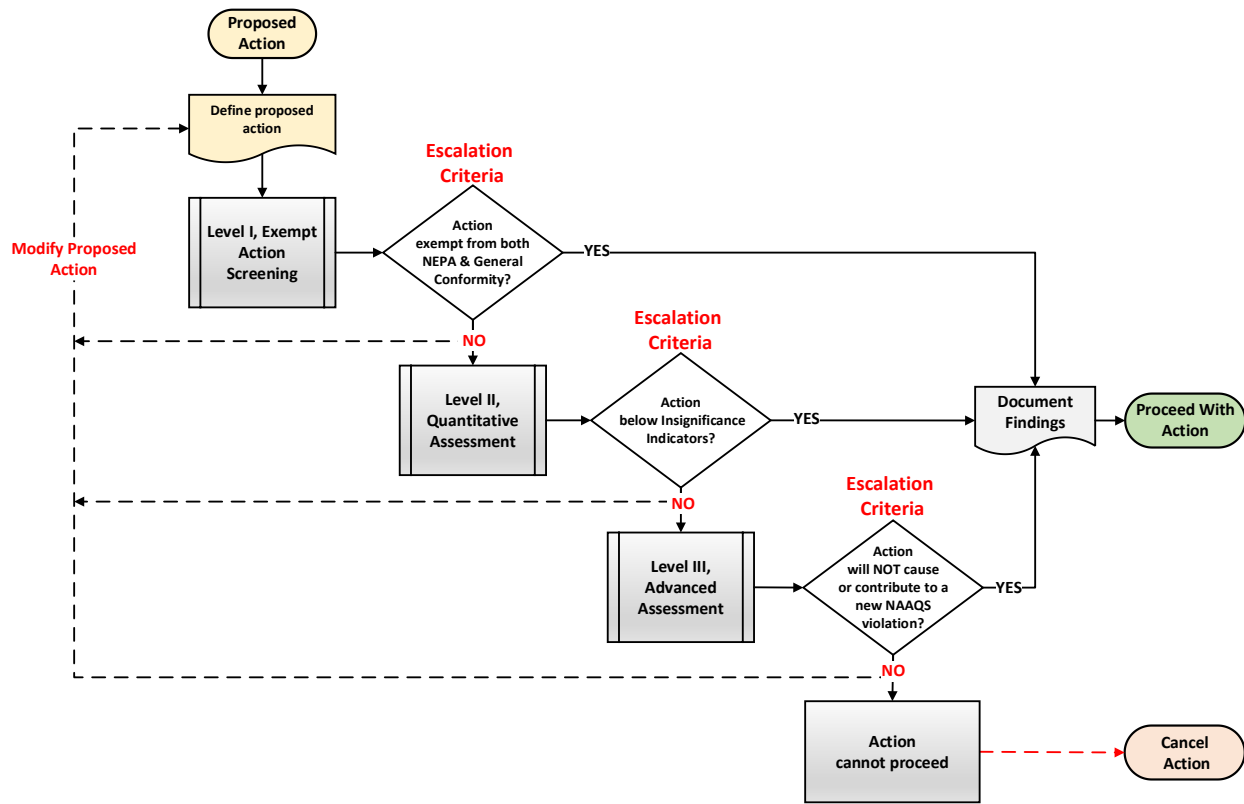 Proposed
Action
Define proposed
action
Escalation
Criteria
Level I, Exempt
Action
Screening
Action
exempt from both
NEPA & General
Conformity?
YES
Modify Proposed
Action
NO
Escalation
Criteria
Level II,
Quantitative
Assessment
Action
below Insignificance
Indicators?
YES
Document
Findings
Proceed With
Action
NO
Escalation
Criteria
Level III,
Advanced
Assessment
Action
will NOT cause
or contribute to a
new NAAQS
violation?
YES
NO
Action
cannot proceed
Cancel
Action